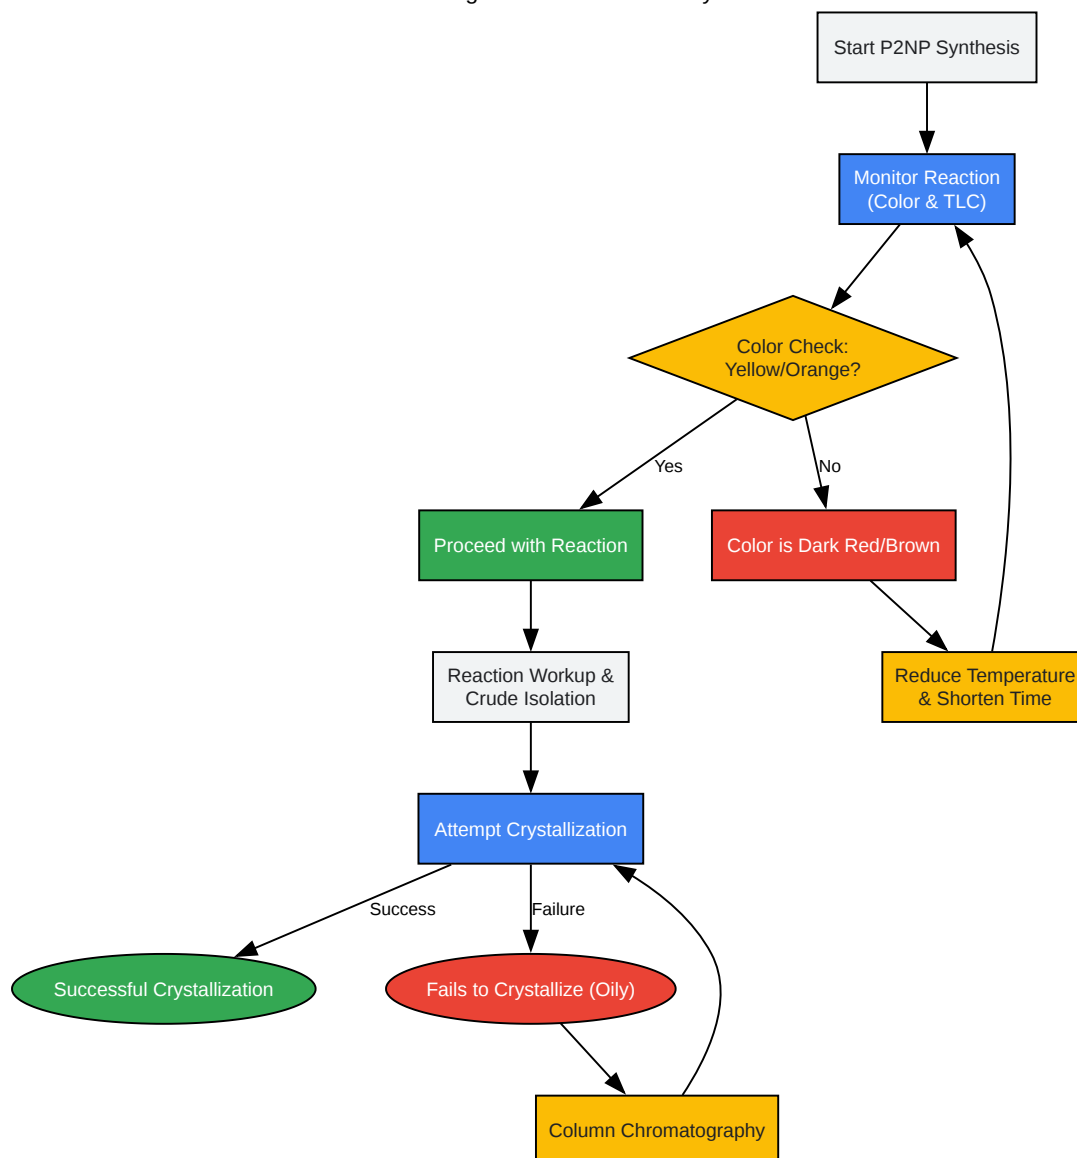 Start P2NP Synthesis
Monitor Reaction
(Color & TLC)
Color Check:
Yellow/Orange?
Yes
No
Proceed with Reaction
Color is Dark Red/Brown
Reaction Workup &
Crude Isolation
Reduce Temperature
& Shorten Time
Attempt Crystallization
Success
Failure
Successful Crystallization
Fails to Crystallize (Oily)
Column Chromatography